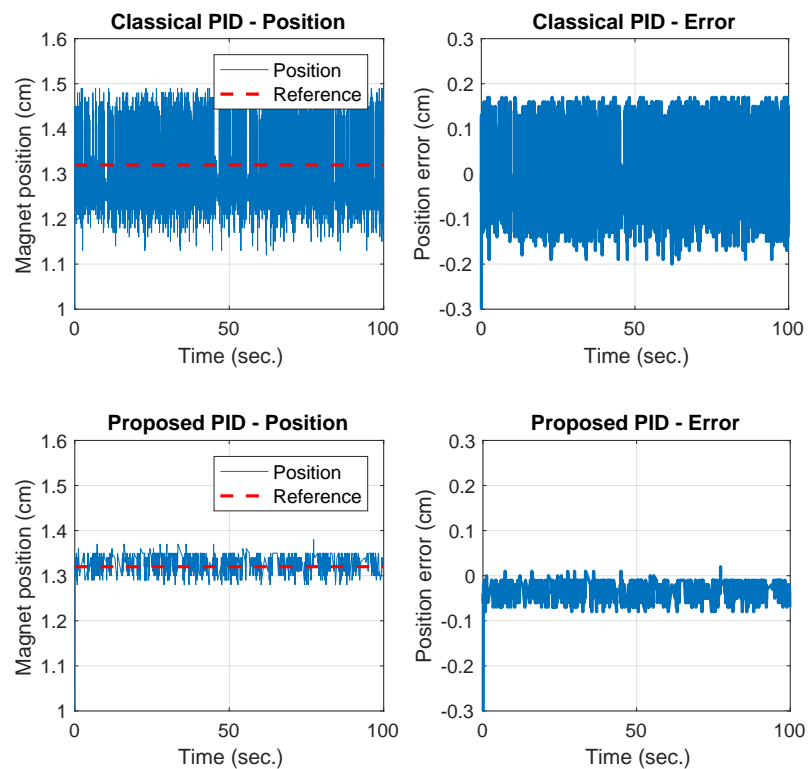 Classical PID - Position
1.6
1.5
1.4
1.3
1.2
1.1
1
Magnet position (cm)
Position
Reference
0
50
100
Time (sec.)
Classical PID - Error
0.3
0.2
0.1
0
-0.1
-0.2
-0.3
Position error (cm)
0
50
100
Time (sec.)
Proposed PID - Position
1.6
1.5
1.4
1.3
1.2
1.1
1
Magnet position (cm)
Position
Reference
0
50
100
Time (sec.)
Proposed PID - Error
0.3
0.2
0.1
0
-0.1
-0.2
-0.3
Position error (cm)
0
50
100
Time (sec.)